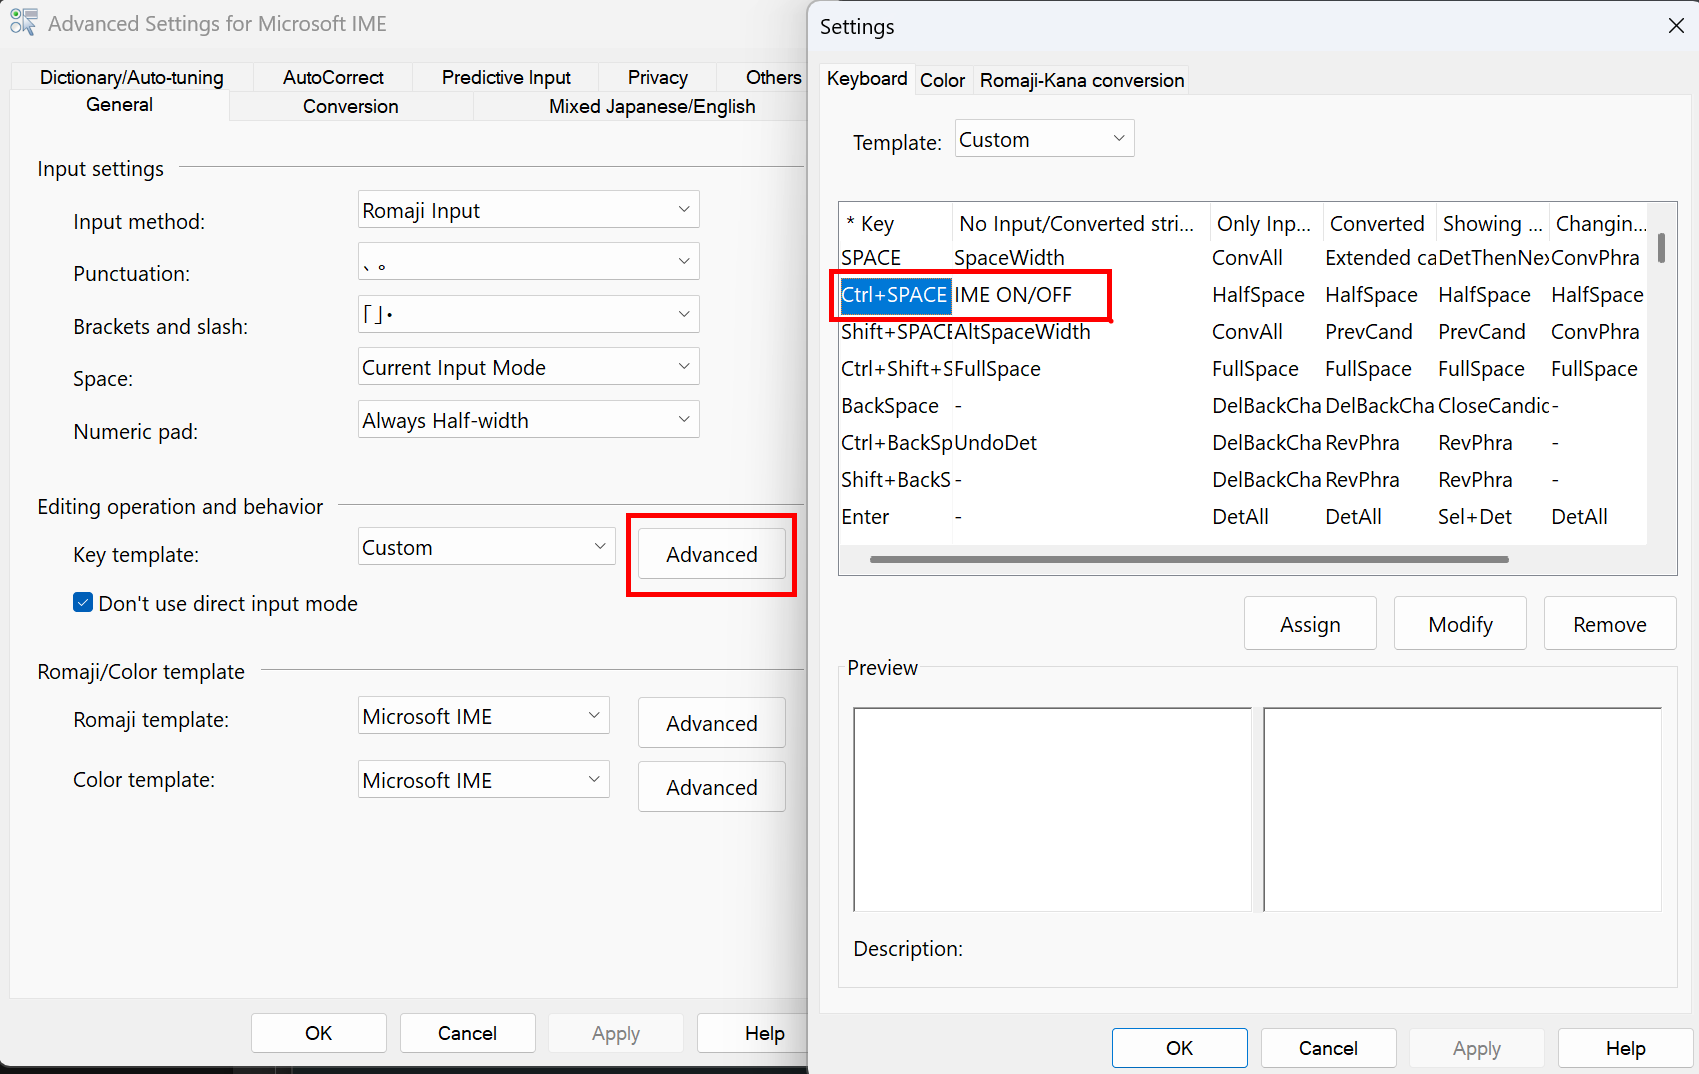 Advanced Settings for Microsoft IME
Dictionary/Auto-tuning AutoCorrect Predictive Input Privacy Others
General Conversion Mixed Japanese/English
Input settings
Input method: Romaji Input
Punctuation: 、。
Brackets and slash: 「」・
Space: Current Input Mode
Numeric pad: Always Half-width
Editing operation and behavior
Key template: Custom Advanced
Don't use direct input mode
Romaji/Color template
Romaji template: Microsoft IME Advanced
Color template: Microsoft IME Advanced
OK Cancel Apply Help
Settings
Keyboard Color Romaji-Kana conversion
Template: Custom
* Key No Input/Converted stri... Only Inp... Converted Showing ... Changin...
SPACE SpaceWidth ConvAll Extended ca DetThenNex ConvPhra
Ctrl+SPACE IME ON/OFF HalfSpace HalfSpace HalfSpace HalfSpace
Shift+SPACE AltSpaceWidth ConvAll PrevCand PrevCand ConvPhra
Ctrl+Shift+S FullSpace FullSpace FullSpace FullSpace FullSpace
BackSpace - DelBackCha DelBackCha CloseCandic -
Ctrl+BackSp UndoDet DelBackCha RevPhra RevPhra -
Shift+BackS - DelBackCha RevPhra RevPhra -
Enter - DetAll DetAll Sel+Det DetAll
Assign Modify Remove
Preview
Description:
OK Cancel Apply Help